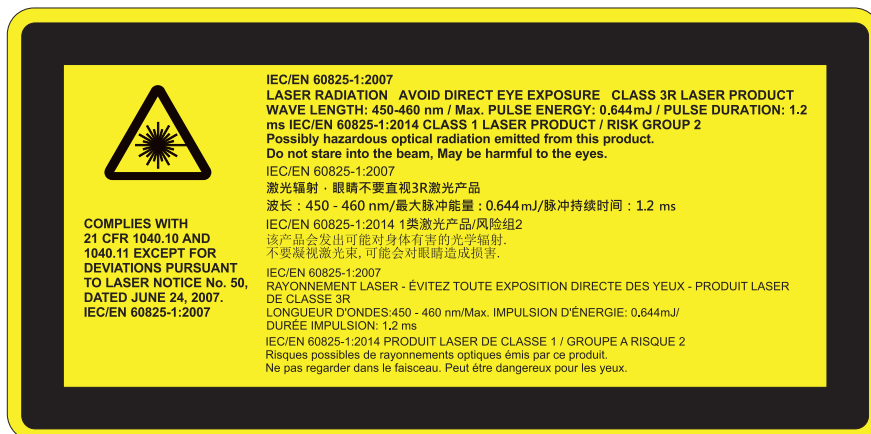 COMPLIES WITH
21 CFR 1040.10 AND
1040.11 EXCEPT FOR
DEVIATIONS PURSUANT
TO LASER NOTICE No. 50,
DATED JUNE 24, 2007.
IEC/EN 60825-1:2007
IEC/EN 60825-1:2007
LASER RADIATION AVOID DIRECT EYE EXPOSURE CLASS 3R LASER PRODUCT
WAVE LENGTH: 450-460 nm / Max. PULSE ENERGY: 0.644mJ / PULSE DURATION: 1.2
ms IEC/EN 60825-1:2014 CLASS 1 LASER PRODUCT / RISK GROUP 2
Possibly hazardous optical radiation emitted from this product.
Do not stare into the beam, May be harmful to the eyes.
IEC/EN 60825-1:2007
激光辐射，眼睛不要直视3R激光产品
波长：450 - 460 nm/最大脉冲能量：0.644 mJ/脉冲持续时间：1.2 ms
IEC/EN 60825-1:2014 1类激光产品/风险组2
该产品会发出可能对身体有害的光学辐射.
不要凝视激光束,可能会对眼睛造成损害.
IEC/EN 60825-1:2007
RAYONNEMENT LASER - ÉVITEZ TOUTE EXPOSITION DIRECTE DES YEUX - PRODUIT LASER
DE CLASSE 3R
LONGUEUR D'ONDES:450 - 460 nm/Max. IMPULSION D'ÉNERGIE: 0.644mJ/
DURÉE IMPULSION: 1.2 ms
IEC/EN 60825-1:2014 PRODUIT LASER DE CLASSE 1 / GROUPE A RISQUE 2
Risques possibles de rayonnements optiques émis par ce produit.
Ne pas regarder dans le faisceau. Peut étre dangereux pour les yeux.